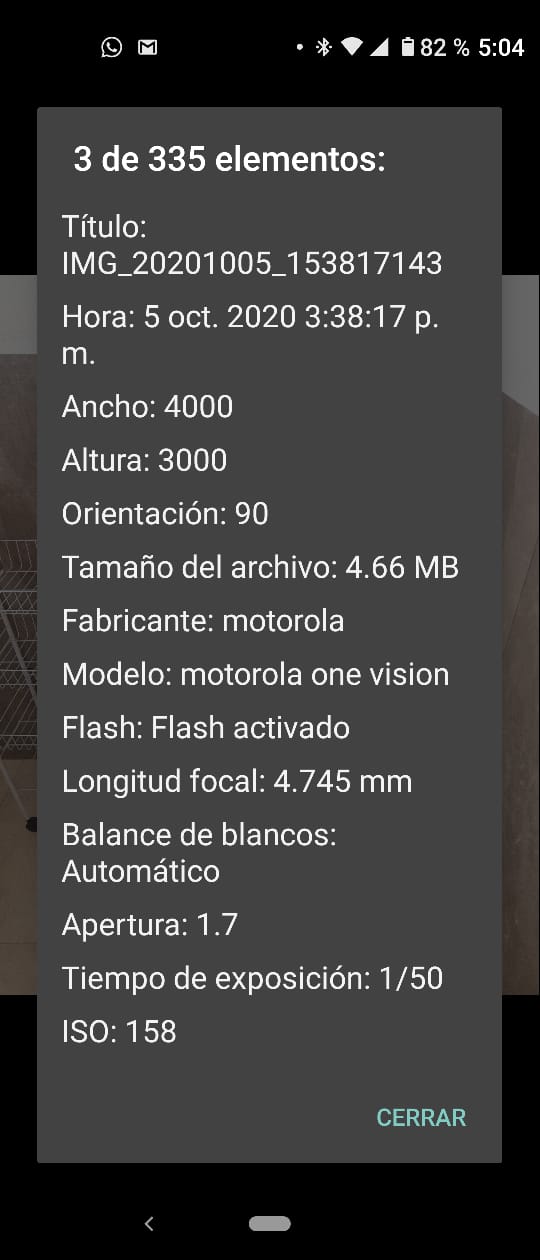 82 % 5:04
3 de 335 elementos:
Título:
IMG_20201005_153817143
Hora: 5 oct. 2020 3:38:17 p.
m.
Ancho: 4000
Altura: 3000
Orientación: 90
Tamaño del archivo: 4.66 MB
Fabricante: motorola
Modelo: motorola one vision
Flash: Flash activado
Longitud focal: 4.745 mm
Balance de blancos:
Automático
Apertura: 1.7
Tiempo de exposición: 1/50
ISO: 158
CERRAR